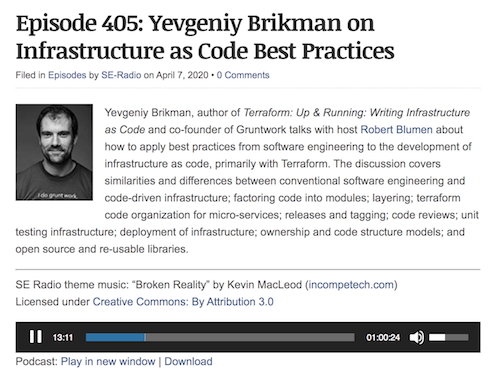 Episode 405: Yevgeniy Brikman on
Infrastructure as Code Best Practices
Filed in Episodes by SE-Radio on April 7, 2020 • 0 Comments
Yevgeniy Brikman, author of Terraform: Up & Running: Writing Infrastructure
as Code and co-founder of Gruntwork talks with host Robert Blumen about
how to apply best practices from software engineering to the development of
infrastructure as code, primarily with Terraform. The discussion covers
similarities and differences between conventional software engineering and
code-driven infrastructure; factoring code into modules; layering; terraform
code organization for micro-services; releases and tagging; code reviews; unit
testing infrastructure; deployment of infrastructure; ownership and code structure models; and
open source and re-usable libraries.
i do grunt work
SE Radio theme music: "Broken Reality" by Kevin MacLeod (incompetech.com)
Licensed under Creative Commons: By Attribution 3.0
13:11 01:00:24
Podcast: Play in new window | Download